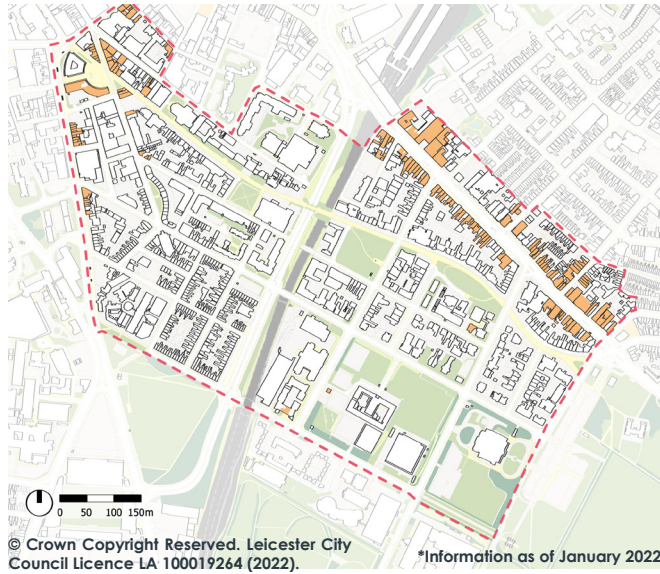 0 50 100 150m
© Crown Copyright Reserved. Leicester City
Council Licence LA 100019264 (2022).
*Information as of January 2022